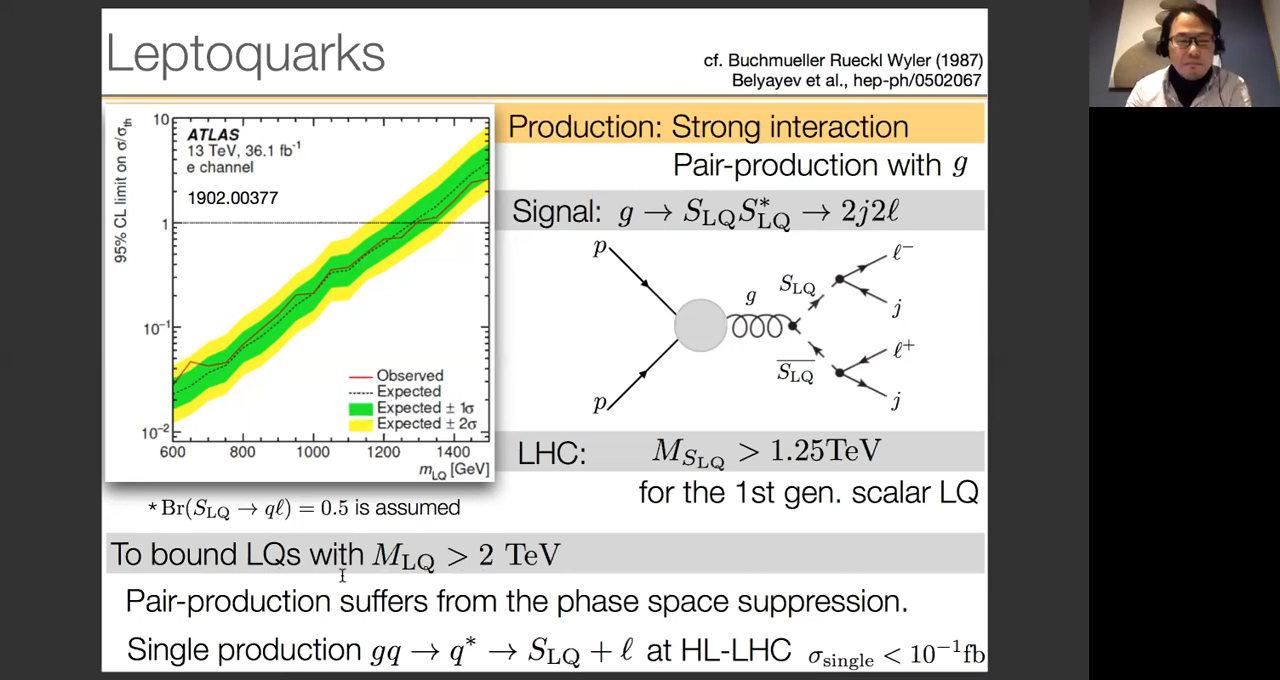 Leptoquarks
cf. Buchmueller Rueckl Wyler (1987)
Belyayev et al., hep-ph/0502067
95% CL limit on σ/σth
10
1
10⁻¹
10⁻²
ATLAS
13 TeV, 36.1 fb⁻¹
e channel
1902.00377
Observed
Expected
Expected ± 1σ
Expected ± 2σ
600 800 1000 1200 1400
m_LQ [GeV]
* Br(S_LQ → qℓ) = 0.5 is assumed
Production: Strong interaction
Pair-production with g
Signal: g → S_LQ S*_LQ → 2j2ℓ
p
p
g
S_LQ
S̅_LQ
ℓ⁻
j
ℓ⁺
j
LHC: M_{S_LQ} > 1.25TeV
for the 1st gen. scalar LQ
To bound LQs with M_LQ > 2 TeV
Pair-production suffers from the phase space suppression.
Single production gq → q* → S_LQ + ℓ at HL-LHC σ_single < 10⁻¹fb